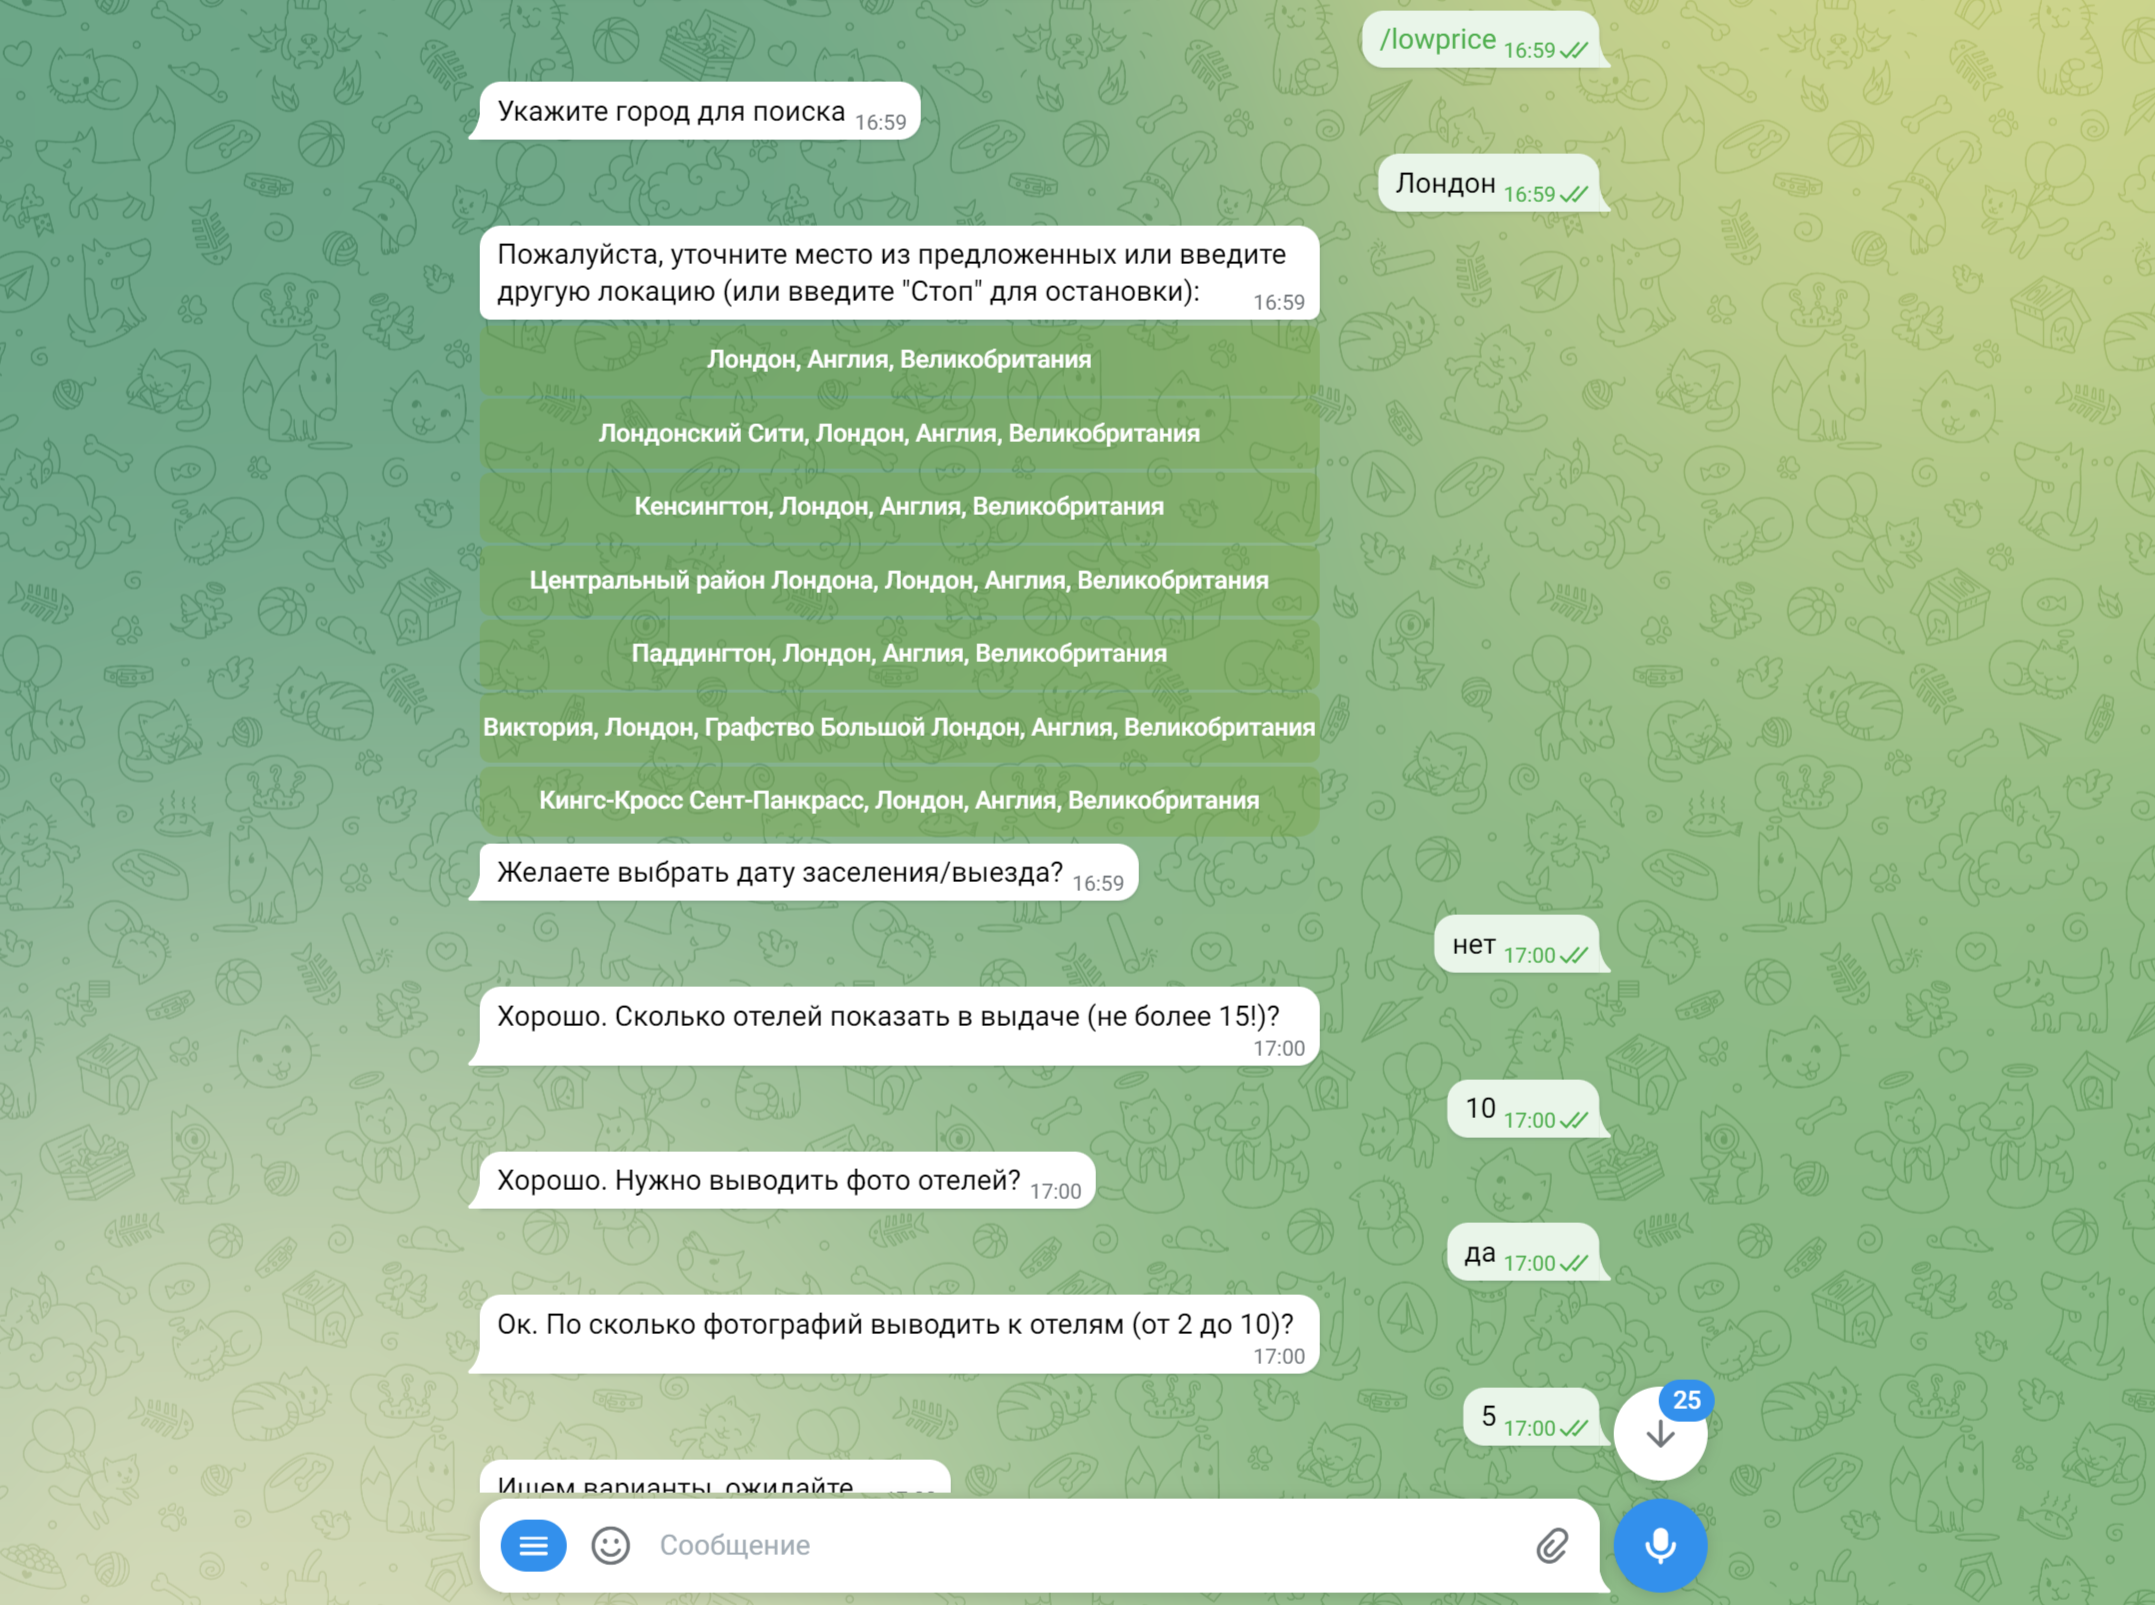 /lowprice 16:59
Укажите город для поиска 16:59
Лондон 16:59
Пожалуйста, уточните место из предложенных или введите
другую локацию (или введите "Стоп" для остановки): 16:59
Лондон, Англия, Великобритания
Лондонский Сити, Лондон, Англия, Великобритания
Кенсингтон, Лондон, Англия, Великобритания
Центральный район Лондона, Лондон, Англия, Великобритания
Паддингтон, Лондон, Англия, Великобритания
Виктория, Лондон, Графство Большой Лондон, Англия, Великобритания
Кингс-Кросс Сент-Панкрасс, Лондон, Англия, Великобритания
Желаете выбрать дату заселения/выезда? 16:59
нет 17:00
Хорошо. Сколько отелей показать в выдаче (не более 15!)?
17:00
10 17:00
Хорошо. Нужно выводить фото отелей? 17:00
да 17:00
Ок. По сколько фотографий выводить к отелям (от 2 до 10)?
17:00
25
5 17:00
Ищем варианты, ожидайте
Сообщение